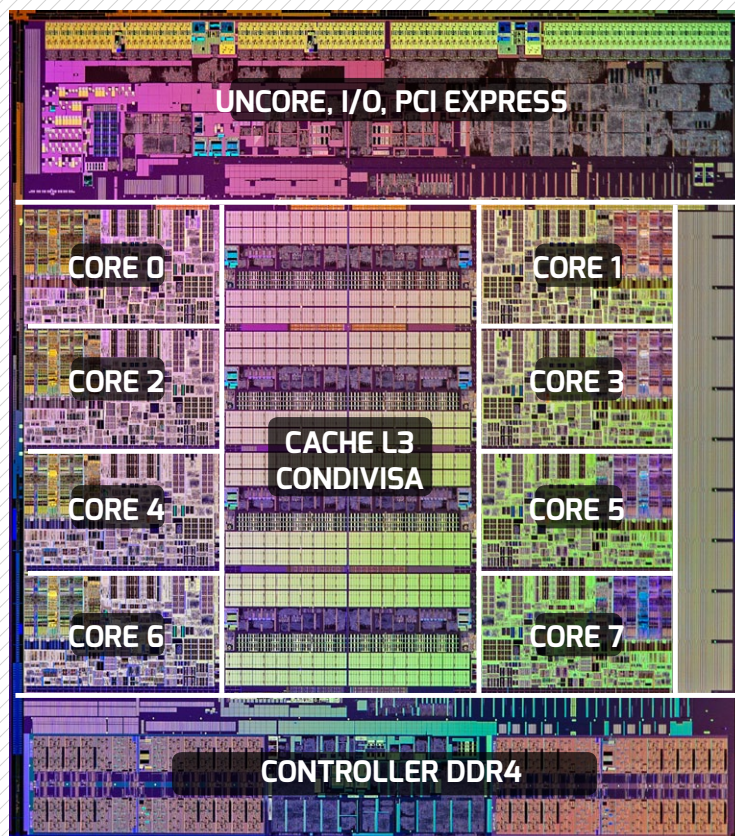 UNCORE, I/O, PCI EXPRESS
CORE 0
CORE 1
CORE 2
CORE 3
CACHE L3
CONDIVISA
CORE 4
CORE 5
CORE 6
CORE 7
CONTROLLER DDR4